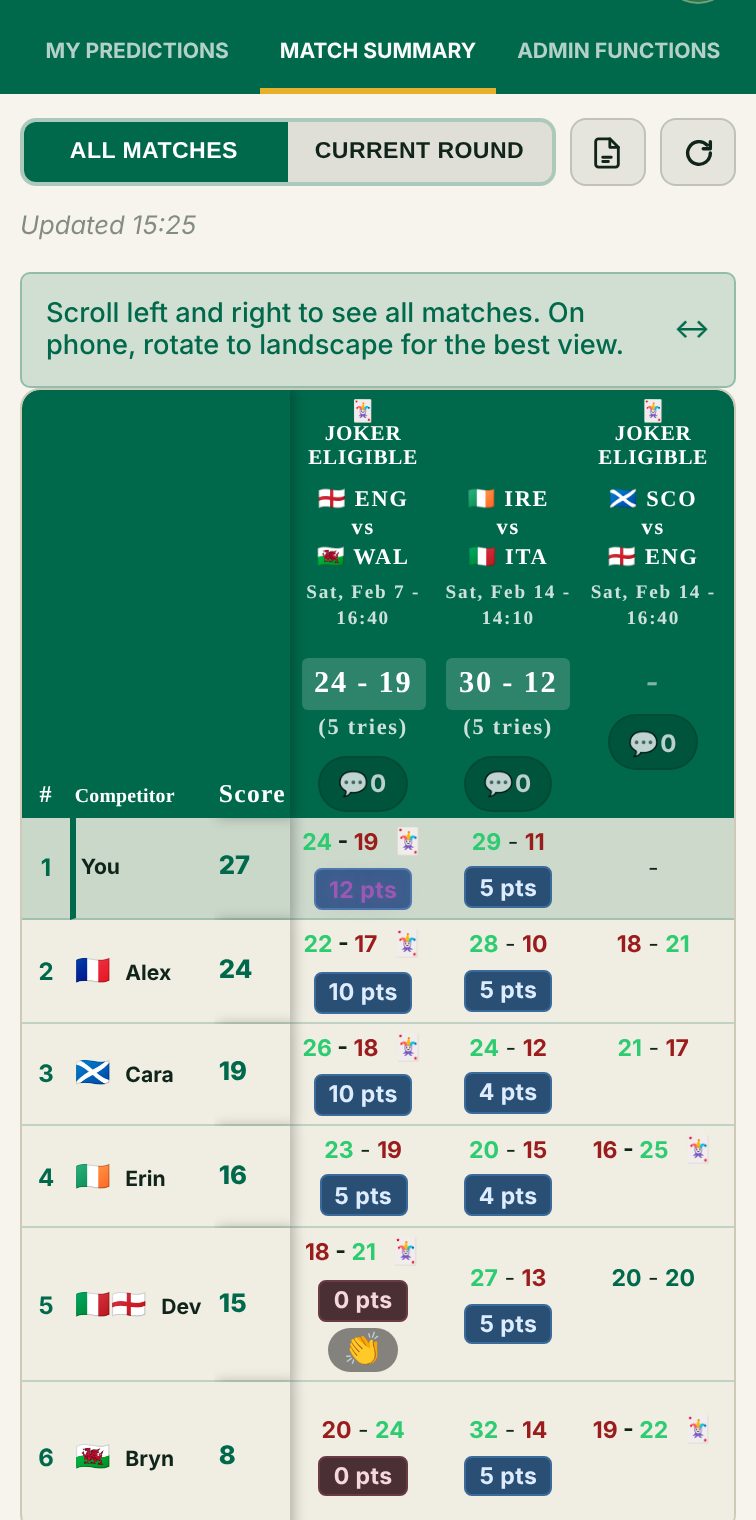 MY PREDICTIONS MATCH SUMMARY ADMIN FUNCTIONS
ALL MATCHES CURRENT ROUND
Updated 15:25
Scroll left and right to see all matches. On
phone, rotate to landscape for the best view.
JOKER JOKER
ELIGIBLE ELIGIBLE
ENG IRE SCO
vs vs vs
WAL ITA ENG
Sat, Feb 7 - Sat, Feb 14 - Sat, Feb 14 -
16:40 14:10 16:40
24 - 19 30 - 12 -
(5 tries) (5 tries)
0 0 0
# Competitor Score
1 You 27 24 - 19 29 - 11 -
12 pts 5 pts
2 Alex 24 22 - 17 28 - 10 18 - 21
10 pts 5 pts
3 Cara 19 26 - 18 24 - 12 21 - 17
10 pts 4 pts
4 Erin 16 23 - 19 20 - 15 16 - 25
5 pts 4 pts
5 Dev 15 18 - 21 27 - 13 20 - 20
0 pts 5 pts
6 Bryn 8 20 - 24 32 - 14 19 - 22
0 pts 5 pts